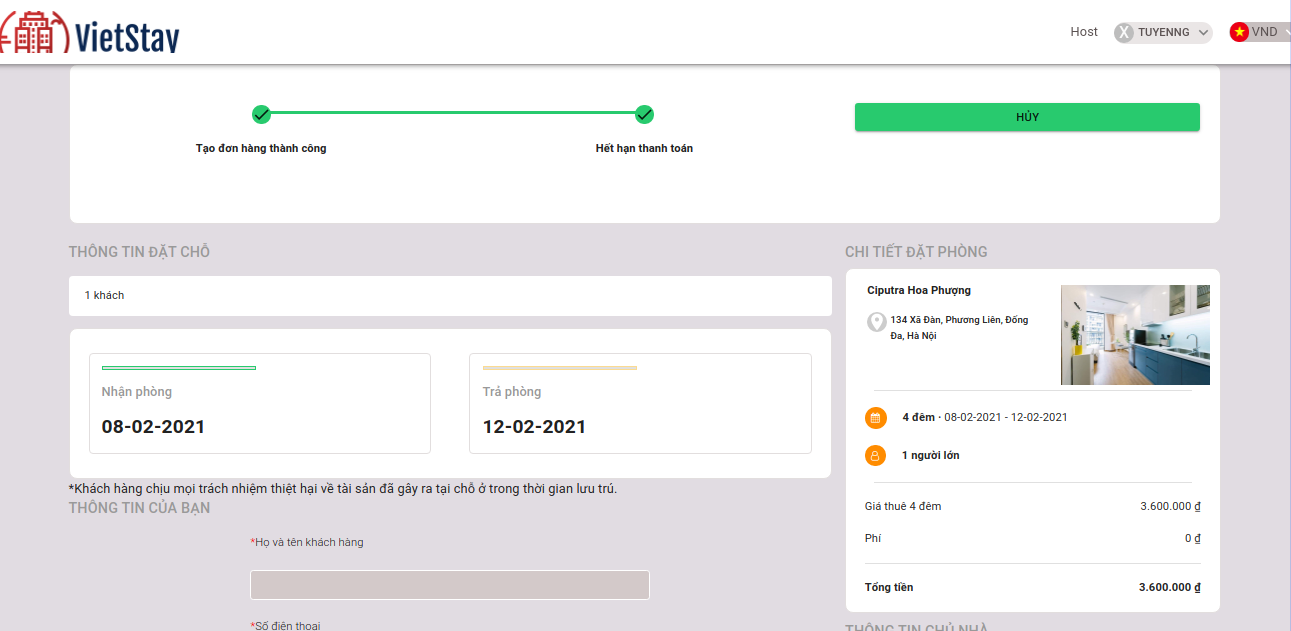 VietStay
Host
X TUYENNG
VND
HỦY
Tạo đơn hàng thành công
Hết hạn thanh toán
THÔNG TIN ĐẶT CHỖ
1 khách
Nhận phòng
08-02-2021
Trả phòng
12-02-2021
*Khách hàng chịu mọi trách nhiệm thiệt hại về tài sản đã gây ra tại chỗ ở trong thời gian lưu trú.
THÔNG TIN CỦA BẠN
*Họ và tên khách hàng
*Số điện thoại
CHI TIẾT ĐẶT PHÒNG
Ciputra Hoa Phượng
134 Xã Đàn, Phương Liên, Đống
Đa, Hà Nội
4 đêm · 08-02-2021 - 12-02-2021
1 người lớn
Giá thuê 4 đêm 3.600.000 ₫
Phí 0 ₫
Tổng tiền 3.600.000 ₫
THÔNG TIN CHỦ NHÀ